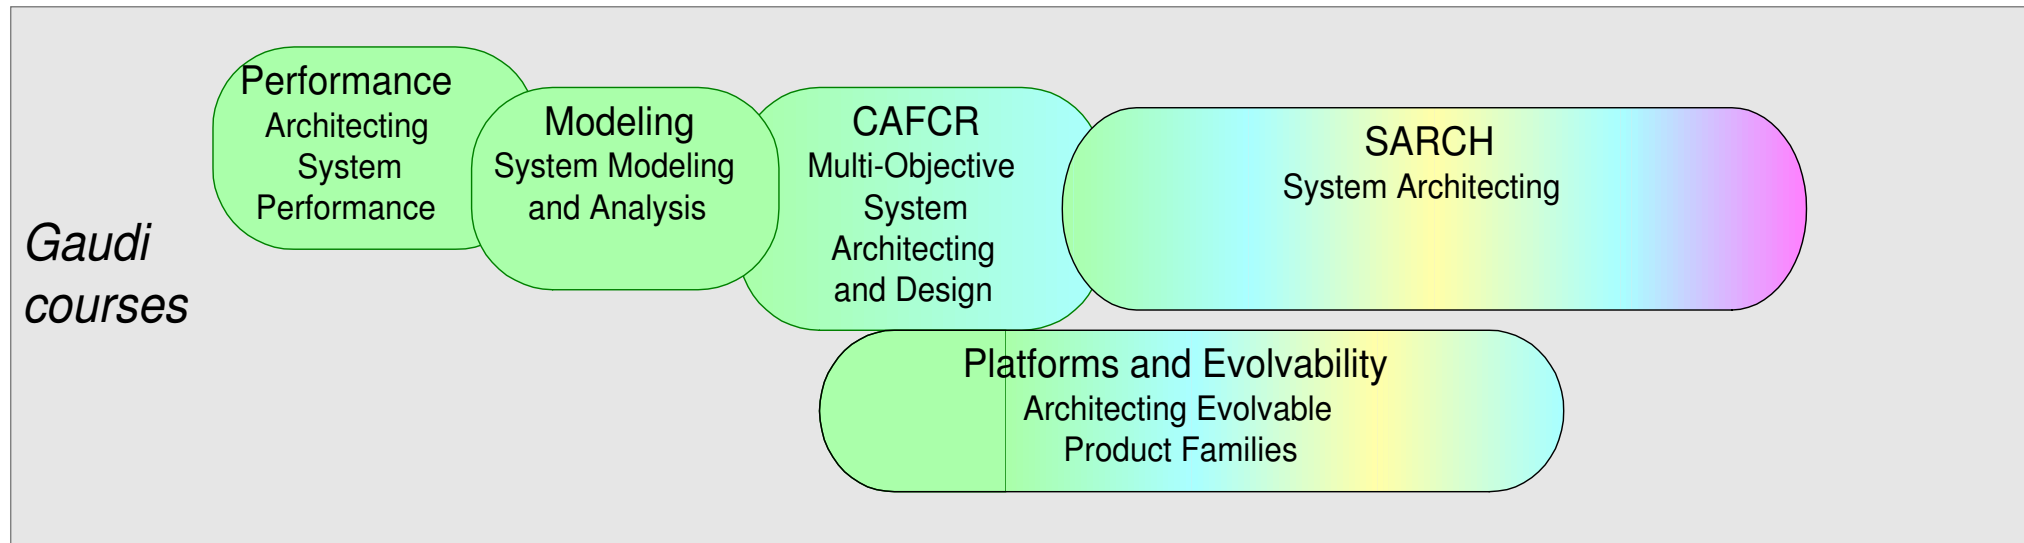 Gaudi
courses
Performance
Architecting
System
Performance
Modeling
System Modeling
and Analysis
CAFCR
Multi-Objective
System
Architecting
and Design
SARCH
System Architecting
Platforms and Evolvability
Architecting Evolvable
Product Families